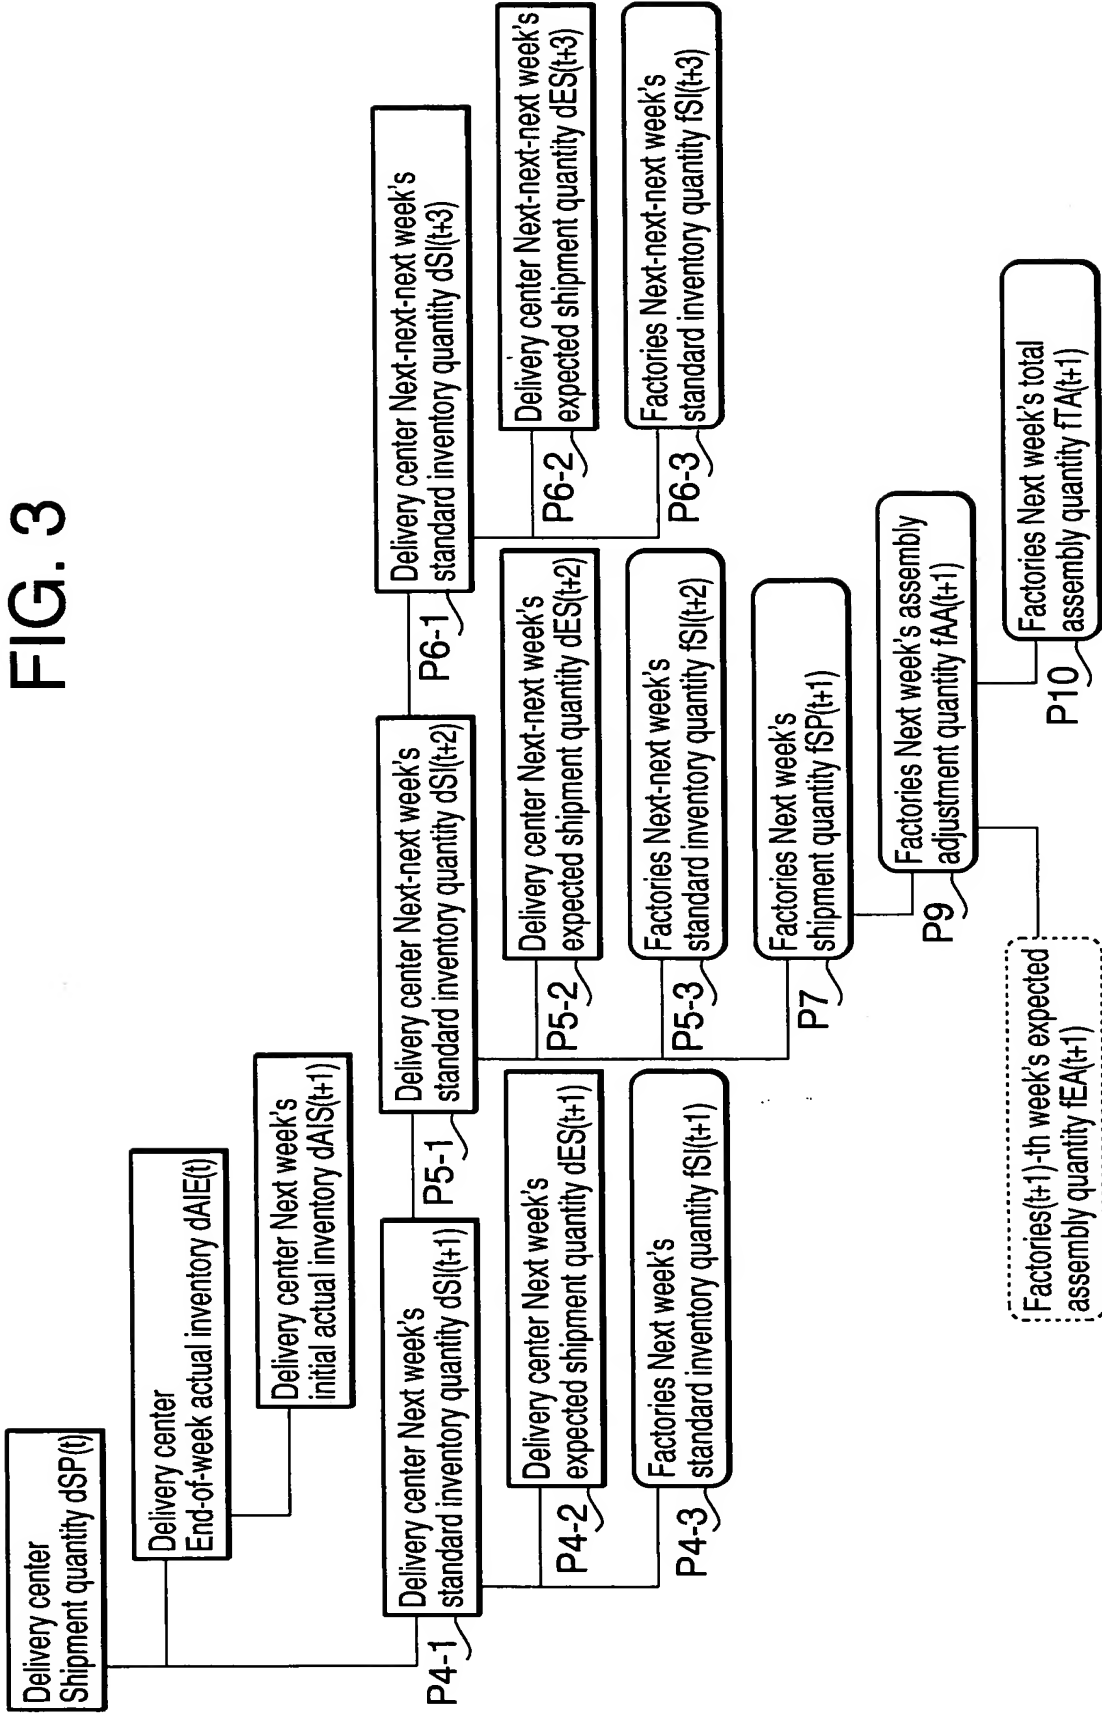 FIG. 3
Delivery center
Shipment quantity dSP(t)
Delivery center
End-of-week actual inventory dAIE(t)
Delivery center Next week's
initial actual inventory dAIS(t+1)
Delivery center Next week's
standard inventory quantity dSI(t+1)
P4-1
Delivery center Next week's
expected shipment quantity dES(t+1)
P4-2
Factories Next week's
standard inventory quantity fSI(t+1)
P4-3
Delivery center Next-next week's
standard inventory quantity dSI(t+2)
P5-1
Delivery center Next-next week's
expected shipment quantity dES(t+2)
P5-2
Factories Next-next week's
standard inventory quantity fSI(t+2)
P5-3
Delivery center Next-next-next week's
standard inventory quantity dSI(t+3)
P6-1
Delivery center Next-next-next week's
expected shipment quantity dES(t+3)
P6-2
Factories Next-next-next week's
standard inventory quantity fSI(t+3)
P6-3
Factories Next week's
shipment quantity fSP(t+1)
P7
Factories Next week's assembly
adjustment quantity fAA(t+1)
P9
Factories(t+1)-th week's expected
assembly quantity fEA(t+1)
Factories Next week's total
assembly quantity fTA(t+1)
P10